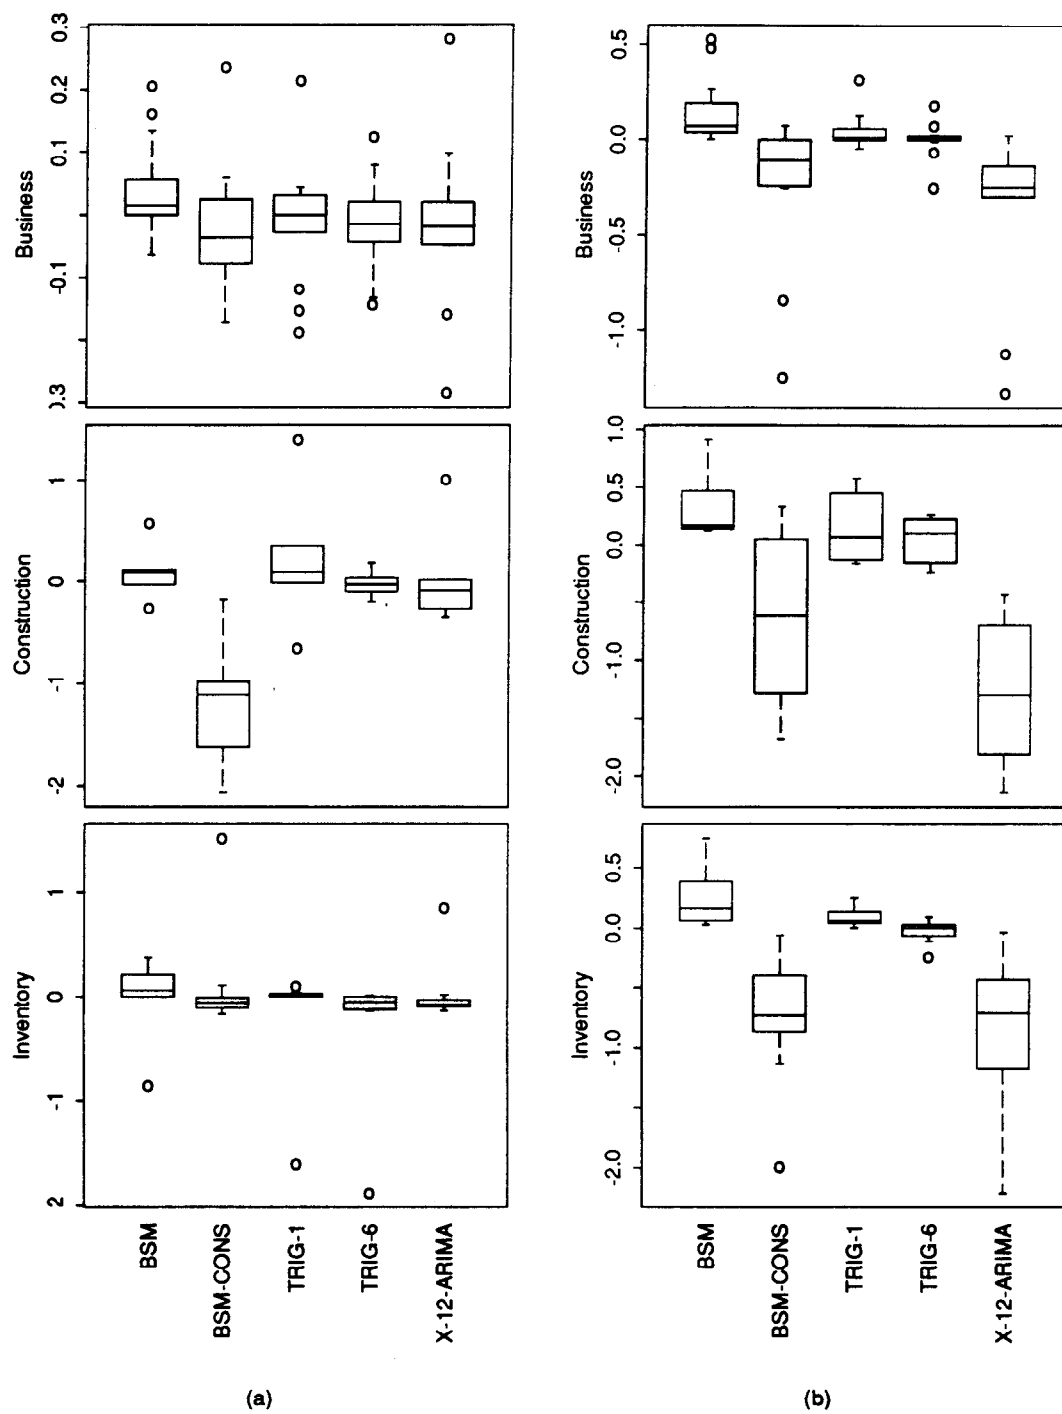 Business
0.3
0.2
0.1
-0.1
0.3
Construction
1
0
-1
-2
Inventory
1
0
-1
2
BSM
BSM-CONS
TRIG-1
TRIG-6
X-12-ARIMA
(a)
Business
0.5
0.0
-0.5
-1.0
Construction
1.0
0.5
0.0
-1.0
-2.0
Inventory
0.5
0.0
-1.0
-2.0
BSM
BSM-CONS
TRIG-1
TRIG-6
X-12-ARIMA
(b)